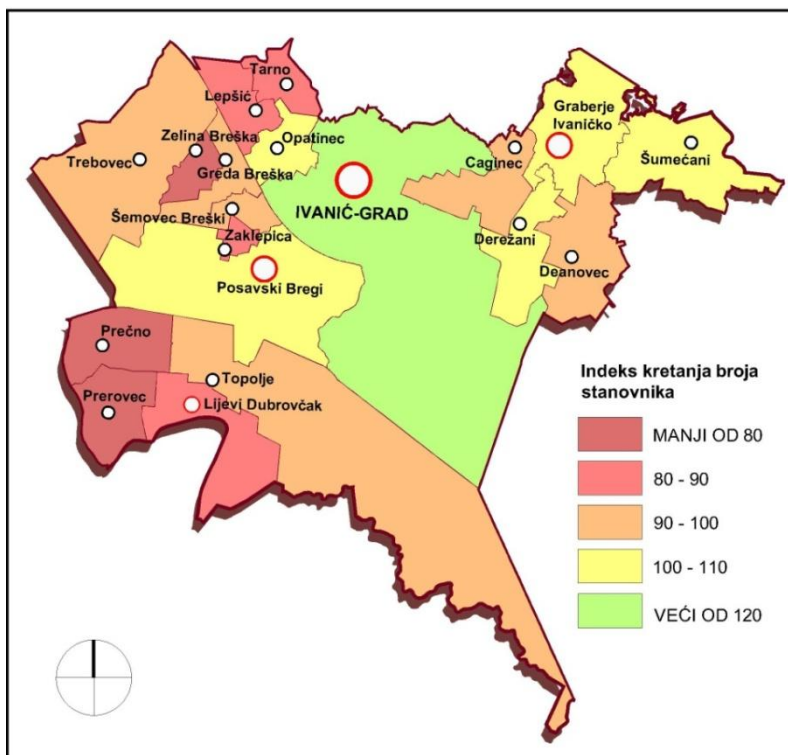 Tarno
Lepšić
Zelina Breška
Opatinec
Trebovec
Greda Breška
Graberje
Ivaničko
Caginec
Šumećani
IVANIĆ-GRAD
Šemovec Breški
Zaklepica
Derežani
Deanovec
Posavski Bregi
Prečno
Topolje
Prerovec
Lijevi Dubrovčak
Indeks kretanja broja
stanovnika
MANJI OD 80
80 - 90
90 - 100
100 - 110
VEĆI OD 120